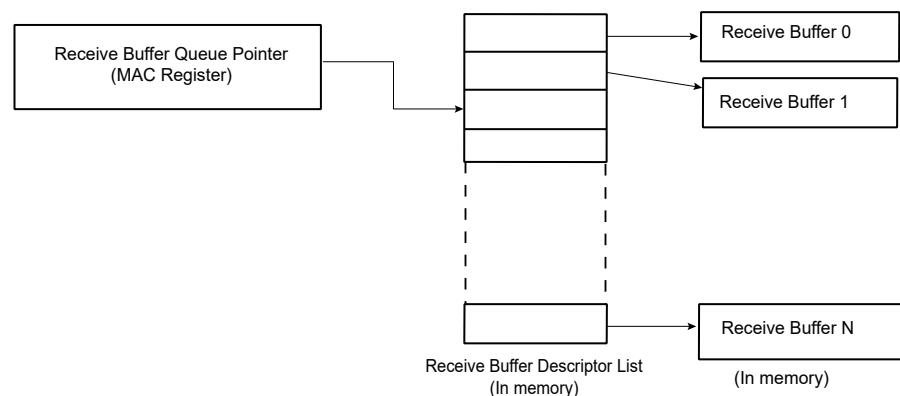 Receive Buffer Queue Pointer
(MAC Register)
Receive Buffer 0
Receive Buffer 1
Receive Buffer N
Receive Buffer Descriptor List
(In memory)
(In memory)